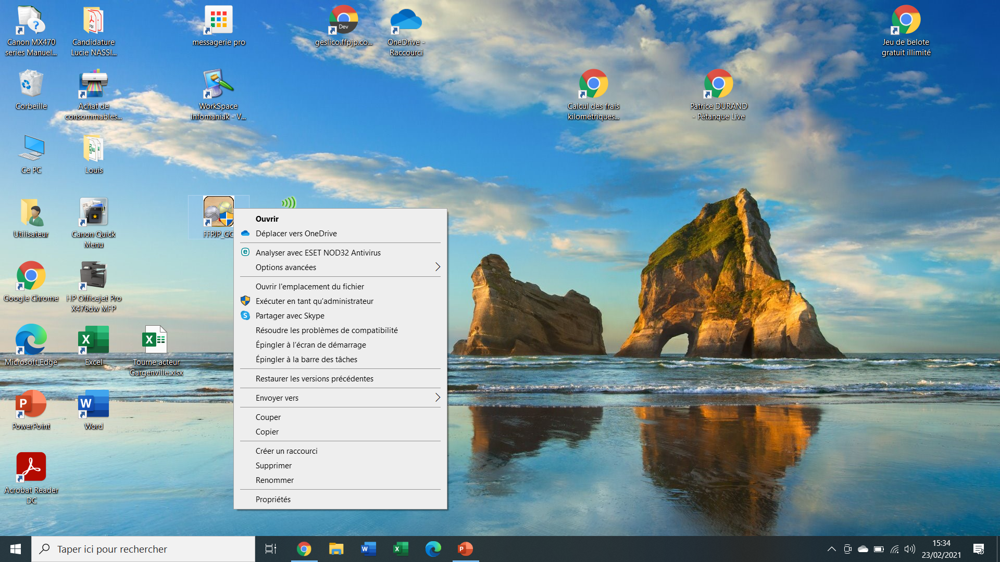 Canon MX470
series Manuel...
Candidature
Lucie NASSI...
messagerie pro
Dev
geslico.ffpjp.co...
OneDrive -
Raccourci
Jeu de belote
gratuit illimité
Corbeille
Achat de
consommables...
WorkSpace
Infomaniak - V...
Calcul des frais
kilométriques...
Patrice DURAND
- Pétanque Live
Ce PC
Louis
Utilisateur
Canon Quick
Menu
FFPJP_GC
Google Chrome
HP Officejet Pro
X476dw MFP
Microsoft Edge
Excel
Tourne acteur
Gargenville.xlsx
PowerPoint
Word
Acrobat Reader
DC
Ouvrir
Déplacer vers OneDrive
Analyser avec ESET NOD32 Antivirus
Options avancées
Ouvrir l'emplacement du fichier
Exécuter en tant qu'administrateur
Partager avec Skype
Résoudre les problèmes de compatibilité
Épingler à l'écran de démarrage
Épingler à la barre des tâches
Restaurer les versions précédentes
Envoyer vers
Couper
Copier
Créer un raccourci
Supprimer
Renommer
Propriétés
Taper ici pour rechercher
15:34
23/02/2021